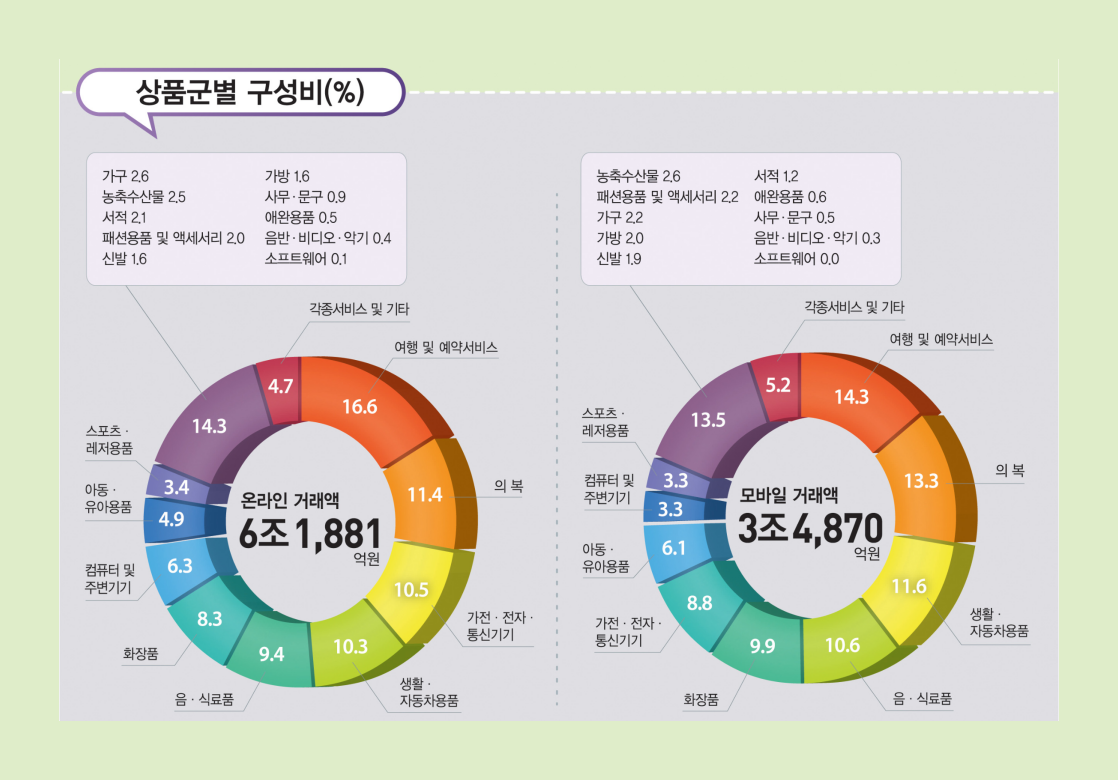 상품군별 구성비(%)
가구 2.6
농축수산물 2.5
서적 2.1
패션용품 및 액세서리 2.0
신발 1.6
가방 1.6
사무·문구 0.9
애완용품 0.5
음반·비디오·악기 0.4
소프트웨어 0.1
각종서비스 및 기타
여행 및 예약서비스
4.7
16.6
14.3
스포츠·
레저용품
3.4
11.4
의 복
아동·
유아용품
4.9
온라인 거래액
6조 1,881
억원
컴퓨터 및
주변기기
6.3
10.5
가전·전자·
통신기기
8.3
화장품
9.4
10.3
음·식료품
생활·
자동차용품
농축수산물 2.6
패션용품 및 액세서리 2.2
가구 2.2
가방 2.0
신발 1.9
서적 1.2
애완용품 0.6
사무·문구 0.5
음반·비디오·악기 0.3
소프트웨어 0.0
각종서비스 및 기타
여행 및 예약서비스
5.2
14.3
13.5
스포츠·
레저용품
3.3
13.3
의 복
컴퓨터 및
주변기기
3.3
모바일 거래액
3조 4,870
억원
아동·
유아용품
6.1
11.6
생활·
자동차용품
가전·전자·
통신기기
8.8
9.9
10.6
화장품
음·식료품